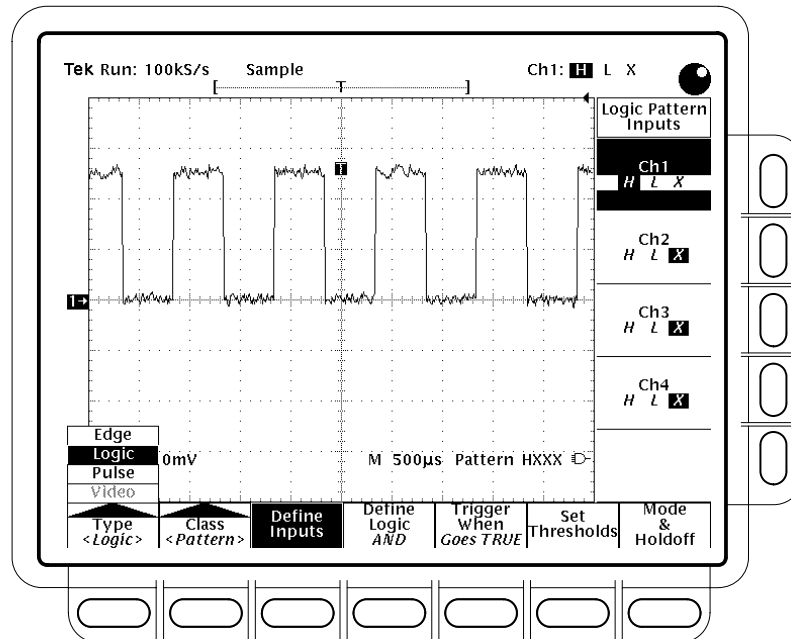 Tek Run: 100kS/s Sample Ch1: H L X
[ T ]
Logic Pattern
Inputs
Ch1
H L X
T
Ch2
H L X
1→
Ch3
H L X
Ch4
H L X
Edge
Logic
Pulse
Video
0mV M 500µs Pattern HXXX
Type
<Logic>
Class
<Pattern>
Define
Inputs
Define
Logic
AND
Trigger
When
Goes TRUE
Set
Thresholds
Mode
&
Holdoff